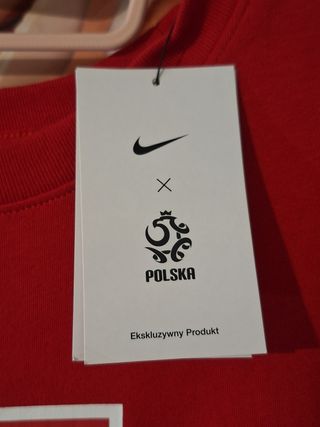 ×
POLSKA
Ekskluzywny Produkt